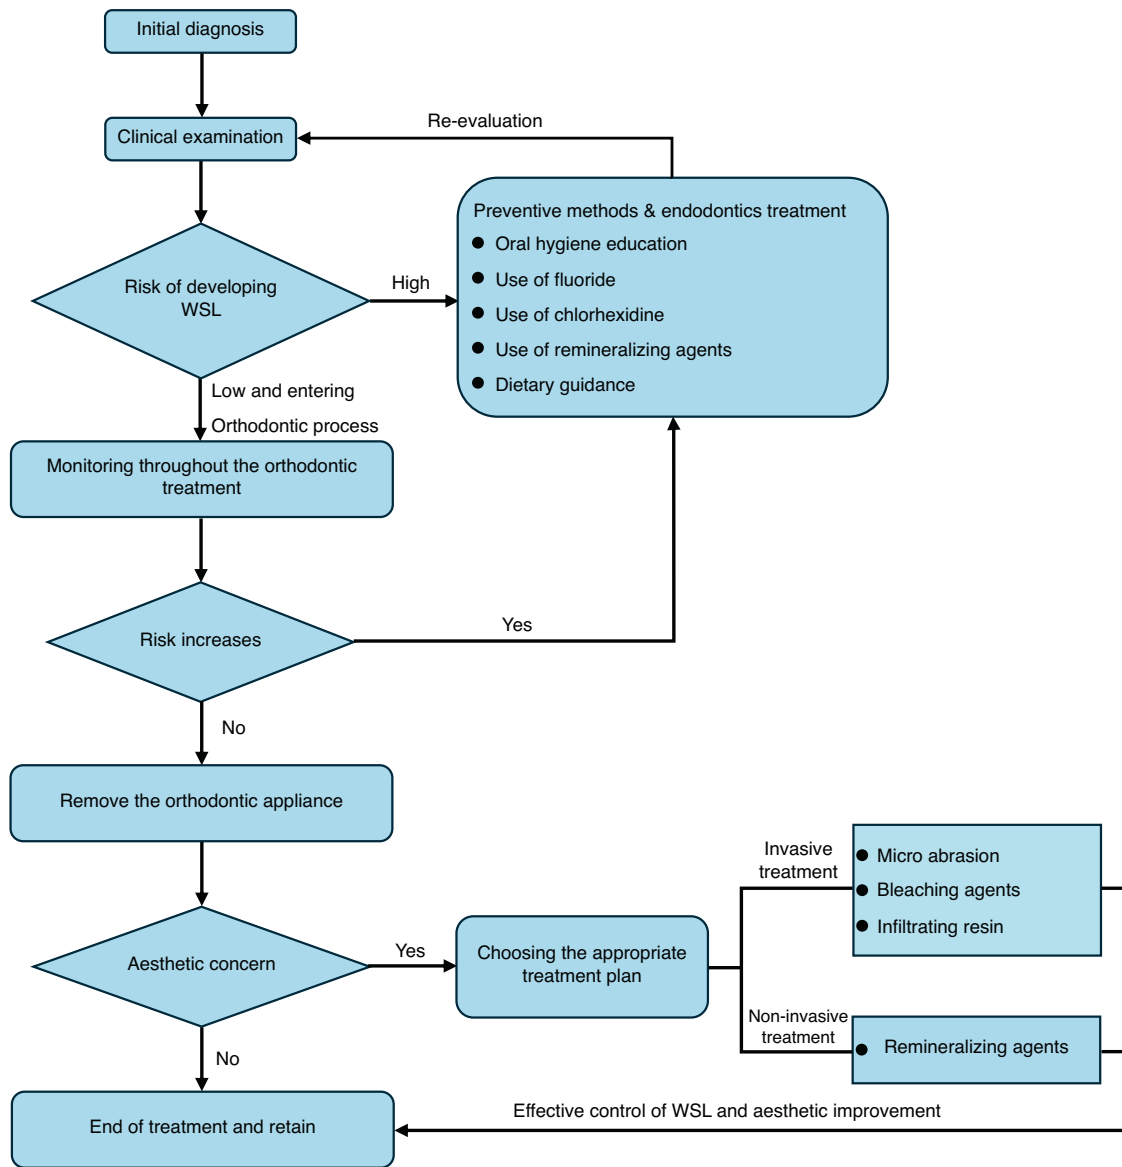 Initial diagnosis
Clinical examination
Re-evaluation
Preventive methods & endodontics treatment
● Oral hygiene education
● Use of fluoride
● Use of chlorhexidine
● Use of remineralizing agents
● Dietary guidance
Risk of developing
WSL
High
Low and entering
Orthodontic process
Monitoring throughout the orthodontic
treatment
Risk increases
Yes
No
Remove the orthodontic appliance
Aesthetic concern
Yes
Choosing the appropriate
treatment plan
Invasive
treatment
● Micro abrasion
● Bleaching agents
● Infiltrating resin
Non-invasive
treatment
● Remineralizing agents
No
End of treatment and retain
Effective control of WSL and aesthetic improvement